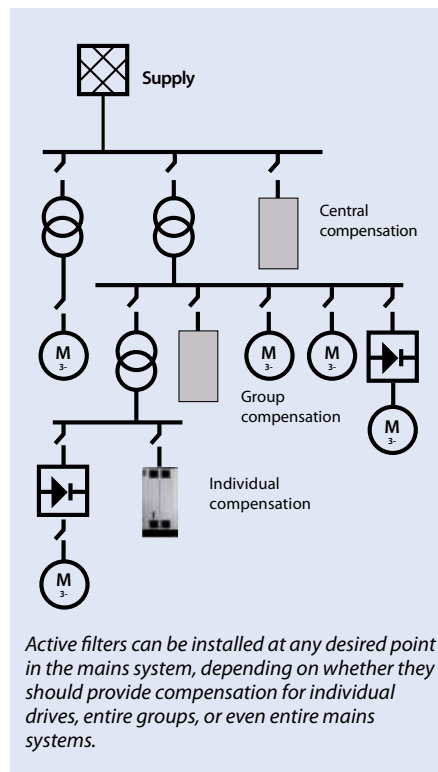 Supply
Central
compensation
M
3-
M
3-
M
3-
Group
compensation
M
3-
Individual
compensation
M
3-
Active filters can be installed at any desired point
in the mains system, depending on whether they
should provide compensation for individual
drives, entire groups, or even entire mains
systems.